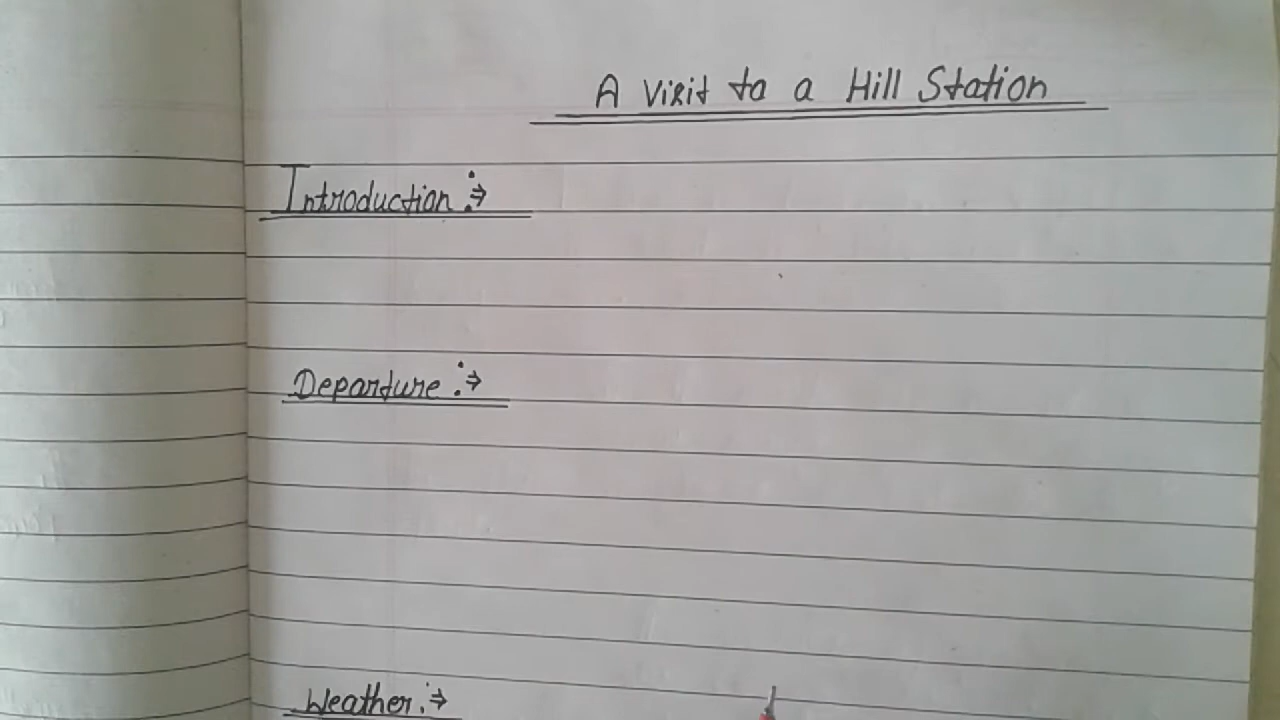 A Visit to a Hill Station
Introduction :→
Departure :→
Weather :→